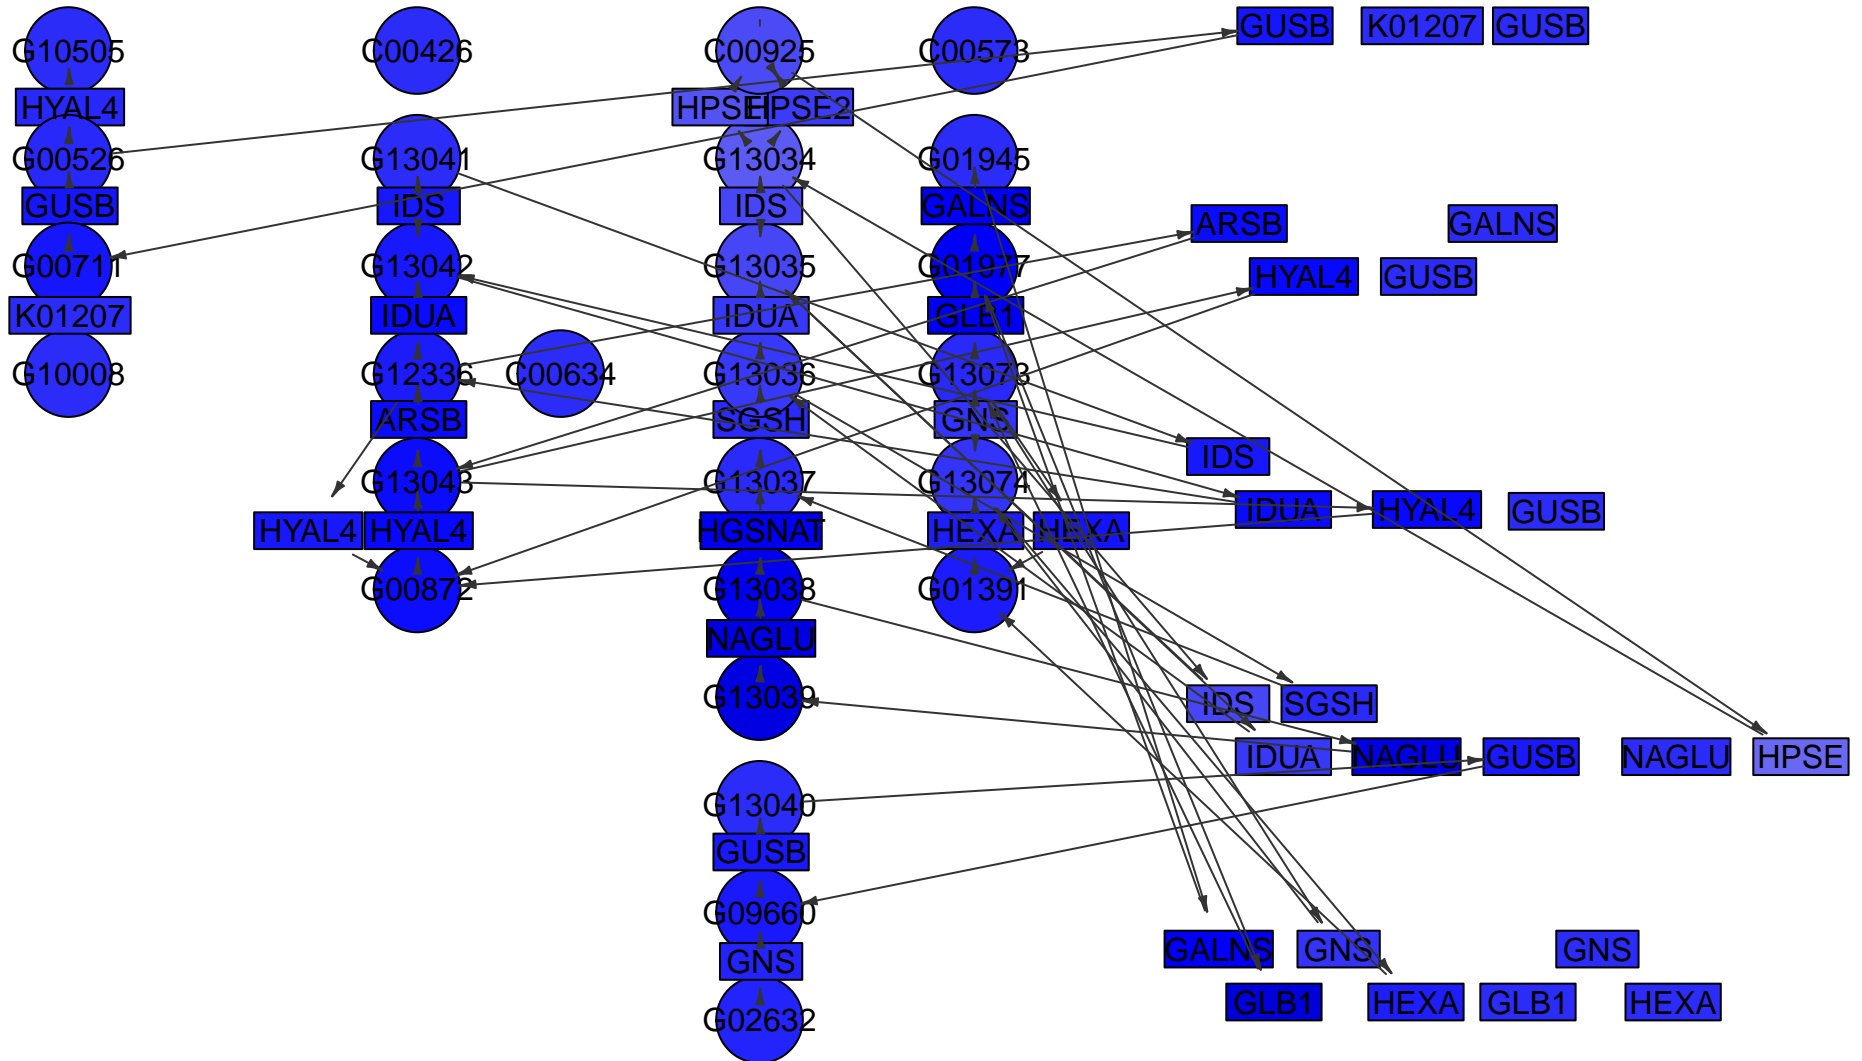 G10505
C00426
C00925
C00573
GUSB
K01207
GUSB
HYAL4
HPSE
HPSE2
G00526
G13041
G13034
G01945
GUSB
IDS
IDS
GALNS
ARSB
GALNS
G00711
G13042
G13035
G01977
HYAL4
GUSB
K01207
IDUA
IDUA
GLB1
G10008
G12336
C00634
G13036
G13073
ARSB
SGSH
GNS
IDS
G13043
G13037
G13074
IDUA
HYAL4
GUSB
HYAL4
HYAL4
HGSNAT
HEXA
HEXA
G00872
G13038
G01391
NAGLU
G13039
IDS
SGSH
IDUA
NAGLU
GUSB
NAGLU
HPSE
G13040
GUSB
G09660
GALNS
GNS
GNS
GNS
G02632
GLB1
HEXA
GLB1
HEXA